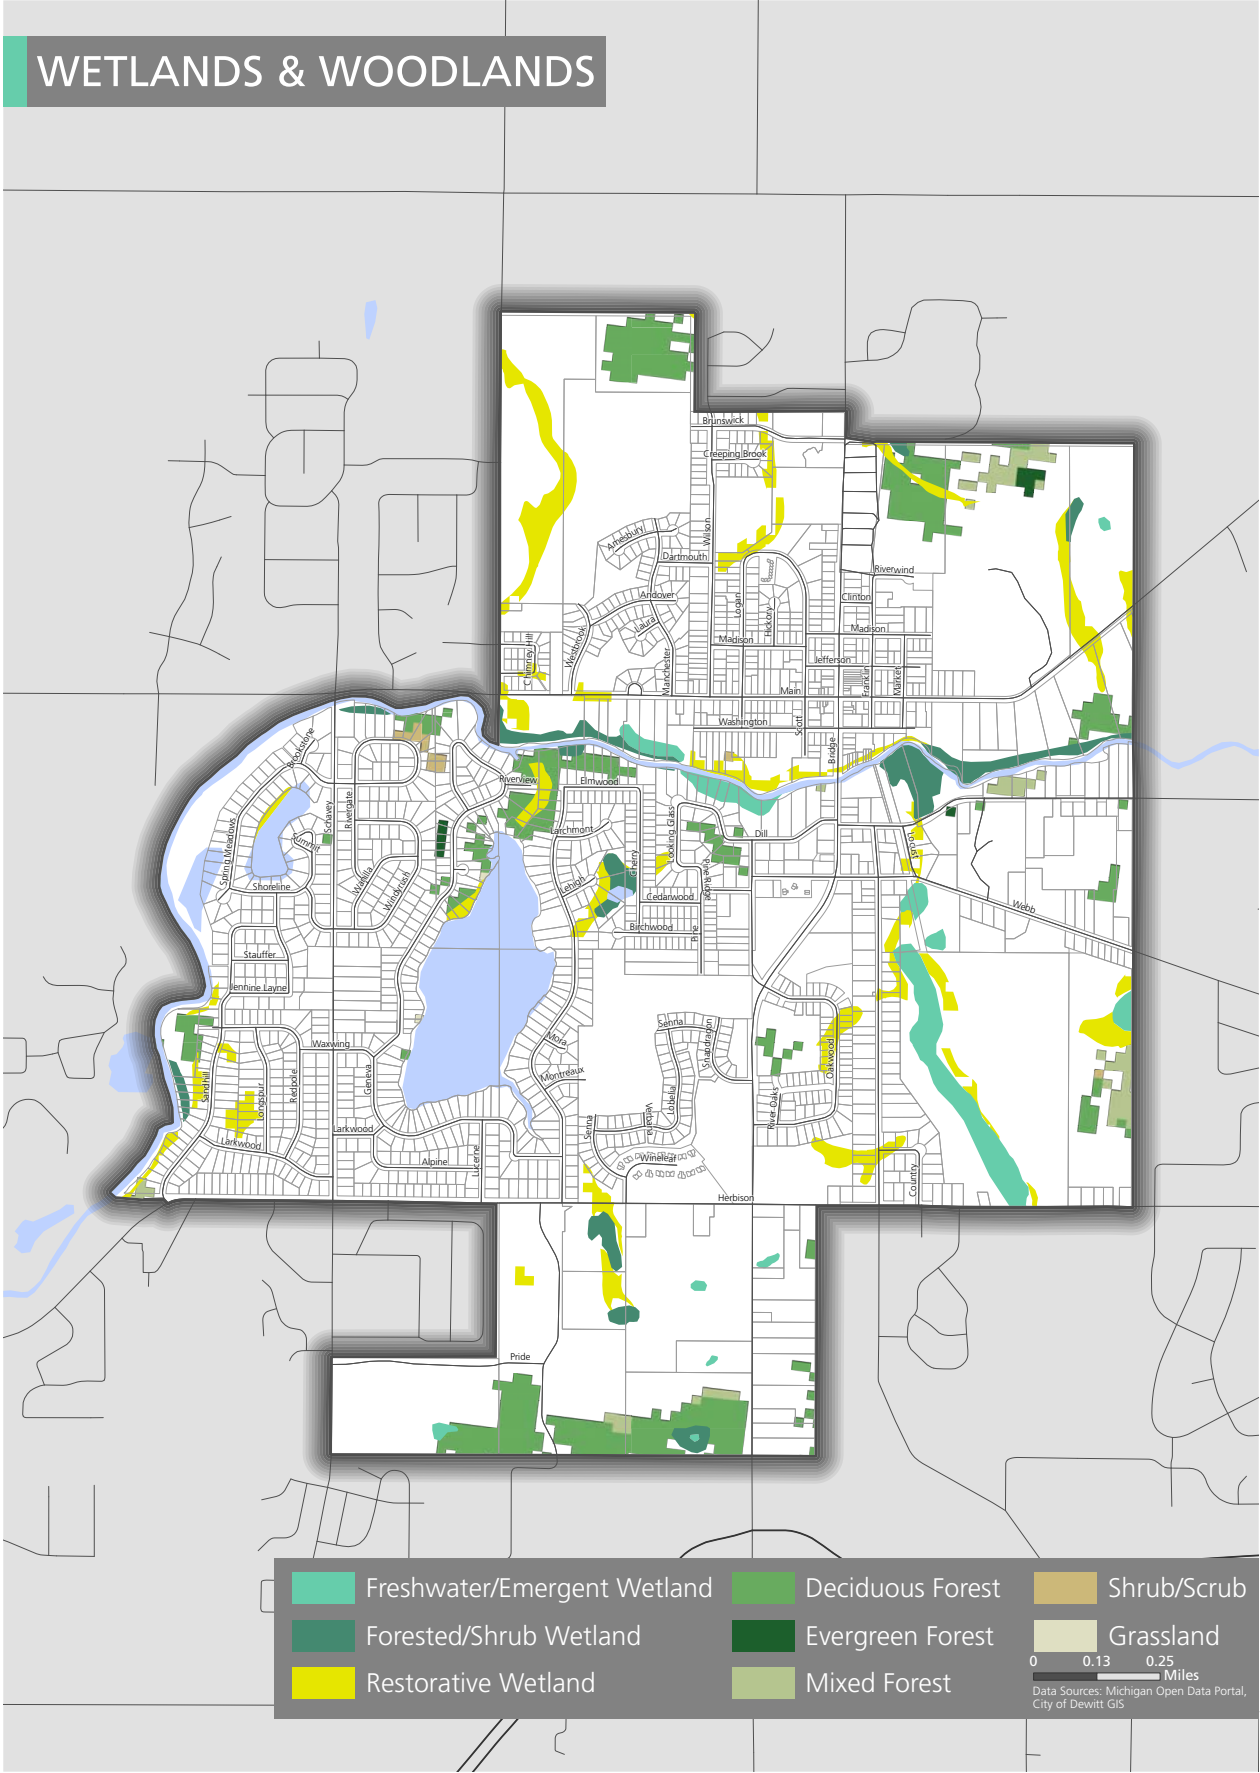 WETLANDS & WOODLANDS
Brunswick
Creeping Brook
Amesbury
Wilson
Dartmouth
Riverwind
Andover
Logan
Hickory
Clinton
Laura
Madison
Madison
Westbrook
Chimney Hill
Manchester
Jefferson
Franklin
Market
Main
Washington
Scott
Bridge
Brookstone
Riverview
Elmwood
Schavey
Rivergate
Larchmont
Looking Glass
Dill
Locust
Spring Meadows
Summit
Cherry
Pine Ridge
Wakila
Windyrush
Lehigh
Shoreline
Cedarwood
Webb
Birchwood
Pine
Stauffer
Jennine Layne
Senna
Snapdragon
Mora
Waxwing
Oakwood
Montreaux
Sandhill
Longspur
Redpole
Geneva
Lobelia
River Oaks
Verbena
Senna
Larkwood
Larkwood
Alpine
Lucerne
Wineleaf
Country
Herbison
Pride
Freshwater/Emergent Wetland
Forested/Shrub Wetland
Restorative Wetland
Deciduous Forest
Evergreen Forest
Mixed Forest
Shrub/Scrub
Grassland
0 0.13 0.25
Miles
Data Sources: Michigan Open Data Portal,
City of Dewitt GIS